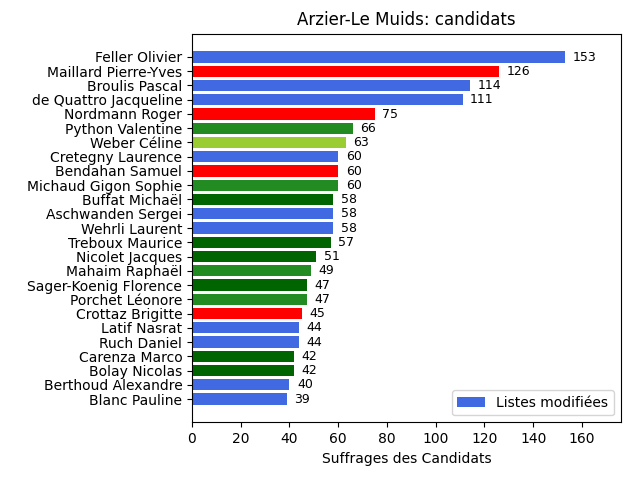 Arzier-Le Muids: candidats
Feller Olivier 153
Maillard Pierre-Yves 126
Broulis Pascal 114
de Quattro Jacqueline 111
Nordmann Roger 75
Python Valentine 66
Weber Céline 63
Cretegny Laurence 60
Bendahan Samuel 60
Michaud Gigon Sophie 60
Buffat Michaël 58
Aschwanden Sergei 58
Wehrli Laurent 58
Treboux Maurice 57
Nicolet Jacques 51
Mahaim Raphaël 49
Sager-Koenig Florence 47
Porchet Léonore 47
Crottaz Brigitte 45
Latif Nasrat 44
Ruch Daniel 44
Carenza Marco 42
Bolay Nicolas 42
Berthoud Alexandre 40
Blanc Pauline 39
Listes modifiées
0 20 40 60 80 100 120 140 160
Suffrages des Candidats